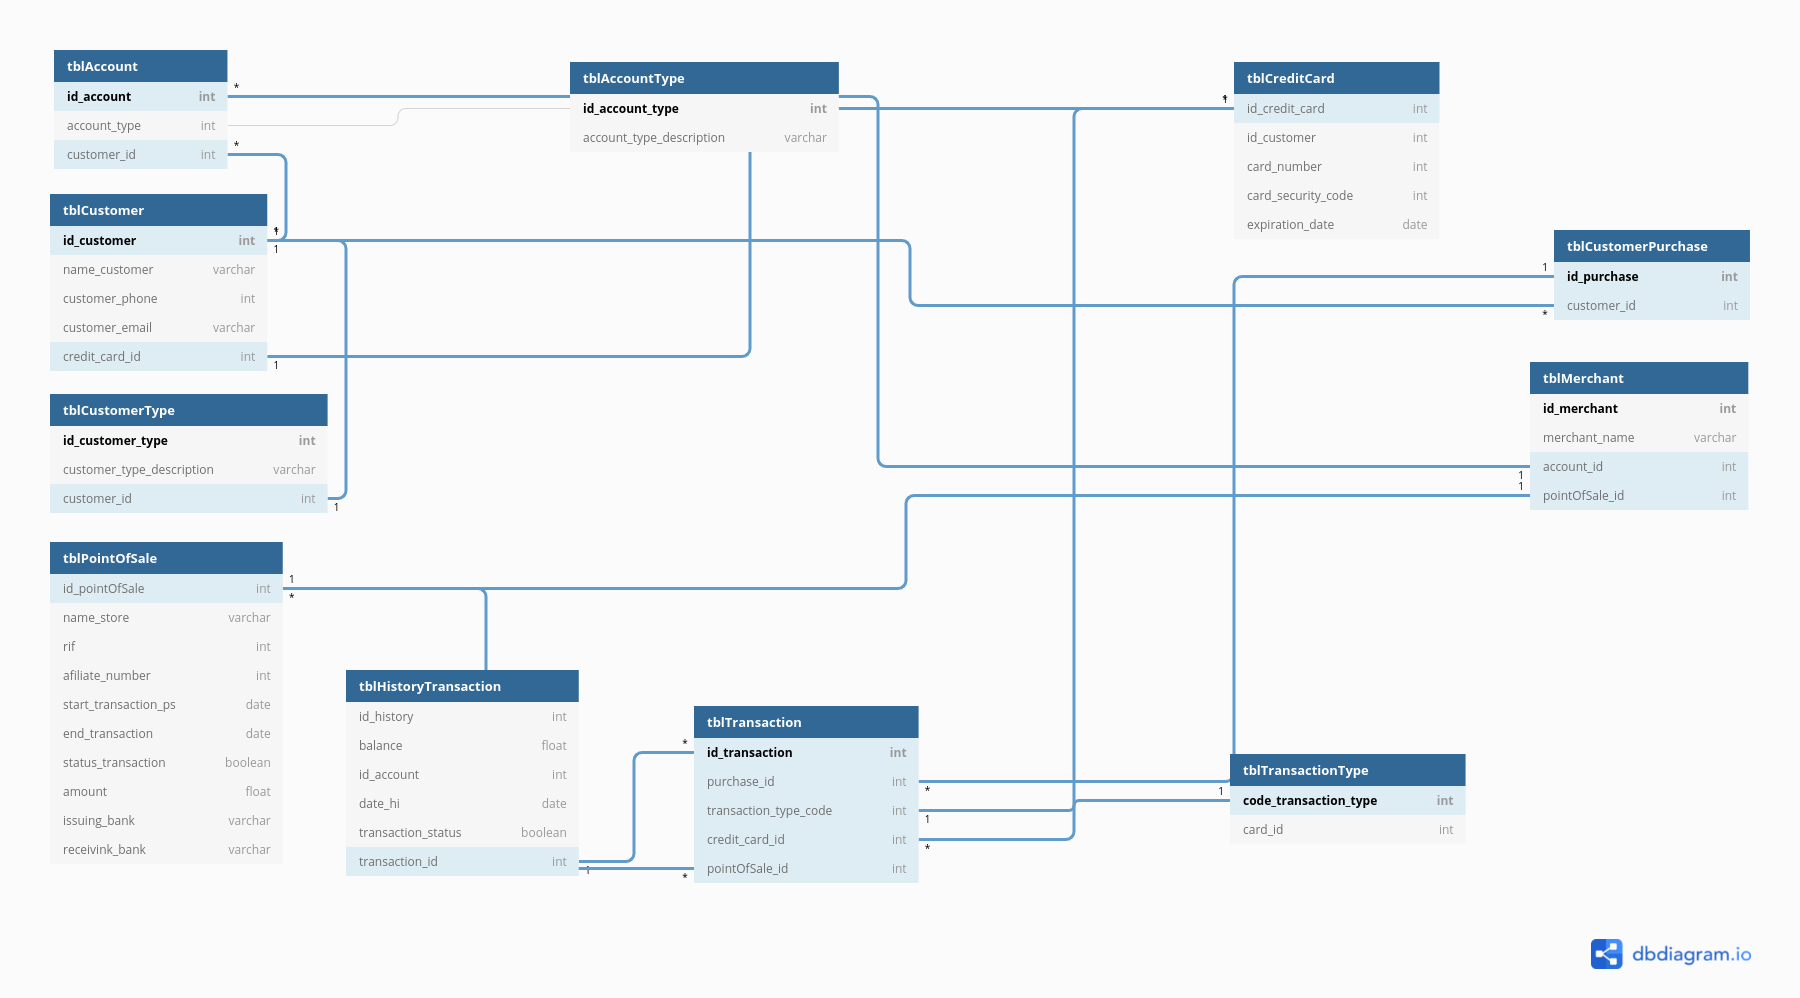 tblAccount
id_account int
account_type int
customer_id int
*
*
tblAccountType
id_account_type int
account_type_description varchar
tblCreditCard
id_credit_card int
id_customer int
card_number int
card_security_code int
expiration_date date
tblCustomer
id_customer int
name_customer varchar
customer_phone int
customer_email varchar
credit_card_id int
1
1
tblCustomerPurchase
id_purchase int
customer_id int
1
*
tblCustomerType
id_customer_type int
customer_type_description varchar
customer_id int
1
tblMerchant
id_merchant int
merchant_name varchar
account_id int
pointOfSale_id int
1
1
tblPointOfSale
id_pointOfSale int
name_store varchar
rif int
afiliate_number int
start_transaction_ps date
end_transaction date
status_transaction boolean
amount float
issuing_bank varchar
receivink_bank varchar
1
*
tblHistoryTransaction
id_history int
balance float
id_account int
date_hi date
transaction_status boolean
transaction_id int
1
tblTransaction
id_transaction int
purchase_id int
transaction_type_code int
credit_card_id int
pointOfSale_id int
*
*
1
*
*
tblTransactionType
code_transaction_type int
card_id int
1
dbdiagram.io